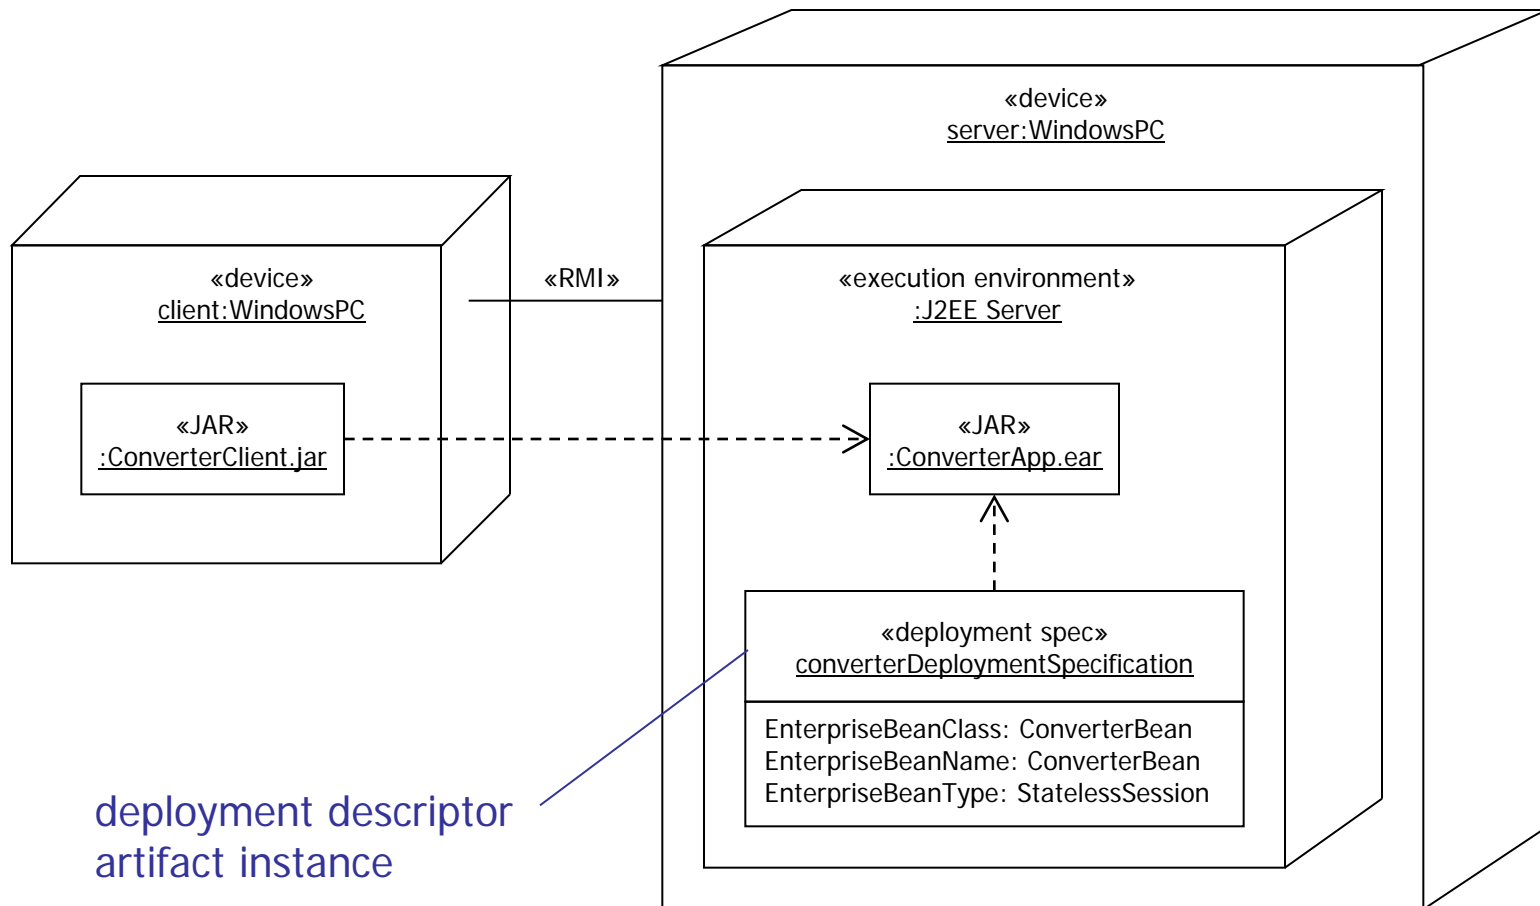 «device»
server:WindowsPC
«device»
client:WindowsPC
«RMI»
«execution environment»
:J2EE Server
«JAR»
:ConverterClient.jar
«JAR»
:ConverterApp.ear
«deployment spec»
converterDeploymentSpecification
EnterpriseBeanClass: ConverterBean
EnterpriseBeanName: ConverterBean
EnterpriseBeanType: StatelessSession
deployment descriptor
artifact instance